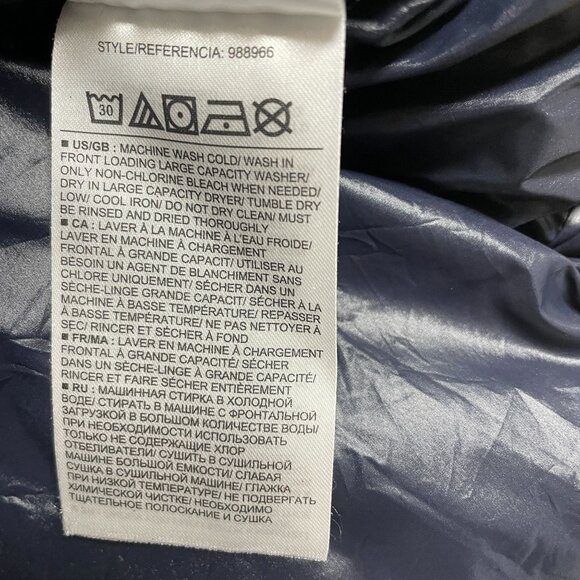 STYLE/REFERENCIA: 988966
30
■ US/GB : MACHINE WASH COLD/ WASH IN
FRONT LOADING LARGE CAPACITY WASHER/
ONLY NON-CHLORINE BLEACH WHEN NEEDED/
DRY IN LARGE CAPACITY DRYER/ TUMBLE DRY
LOW/ COOL IRON/ DO NOT DRY CLEAN/ MUST
BE RINSED AND DRIED THOROUGHLY
■ CA : LAVER À LA MACHINE À L'EAU FROIDE/
LAVER EN MACHINE À CHARGEMENT
FRONTAL À GRANDE CAPACIT/ UTILISER AU
BESOIN UN AGENT DE BLANCHIMENT SANS
CHLORE UNIQUEMENT/ SÉCHER DANS UN
SÈCHE-LINGE GRANDE CAPACIT/ SÉCHER À LA
MACHINE À BASSE TEMPÉRATURE/ REPASSER
À BASSE TEMPÉRATURE/ NE PAS NETTOYER À
SEC/ RINCER ET SÉCHER À FOND
■ FR/MA : LAVER EN MACHINE À CHARGEMENT
FRONTAL À GRANDE CAPACITÉ/ SÉCHER
DANS UN SÈCHE-LINGE À GRANDE CAPACITÉ/
RINCER ET FAIRE SÉCHER ENTIÈREMENT
■ RU : МАШИННАЯ СТИРКА В ХОЛОДНОЙ
ВОДЕ/ СТИРАТЬ В МАШИНЕ С ФРОНТАЛЬНОЙ
ЗАГРУЗКОЙ В БОЛЬШОМ КОЛИЧЕСТВЕ ВОДЫ/
ПРИ НЕОБХОДИМОСТИ ИСПОЛЬЗОВАТЬ
ТОЛЬКО НЕ СОДЕРЖАЩИЕ ХЛОР
ОТБЕЛИВАТЕЛИ/ СУШИТЬ В СУШИЛЬНОЙ
МАШИНЕ БОЛЬШОЙ ЕМКОСТИ/ СЛАБАЯ
СУШКА В СУШИЛЬНОЙ МАШИНЕ/ ГЛАЖКА
ПРИ НИЗКОЙ ТЕМПЕРАТУРЕ/ НЕ ПОДВЕРГАТЬ
ХИМИЧЕСКОЙ ЧИСТКЕ/ НЕОБХОДИМО
ТЩАТЕЛЬНОЕ ПОЛОСКАНИЕ И СУШКА